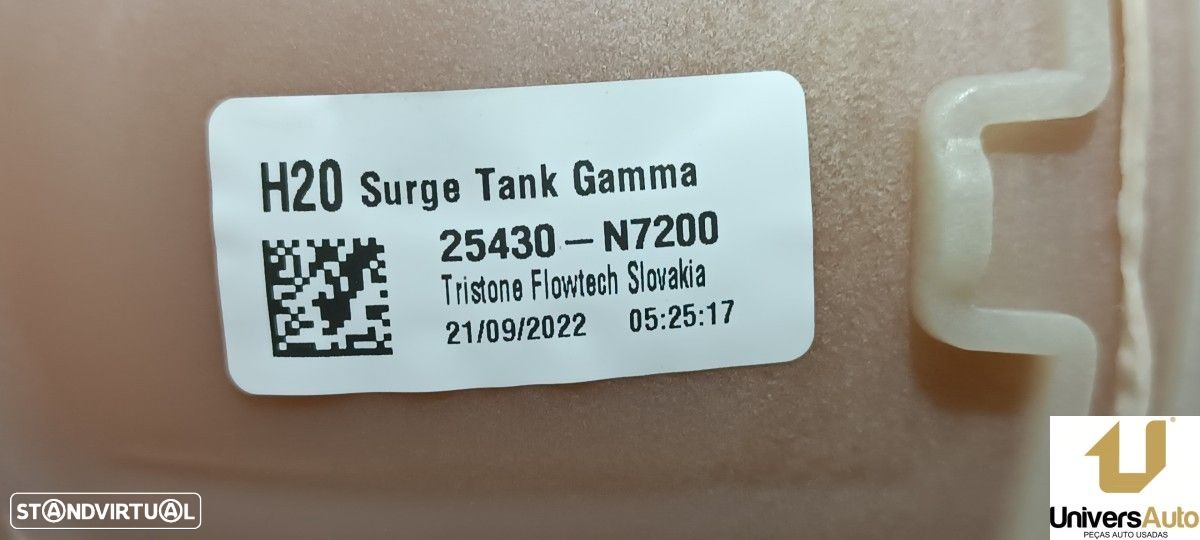 H20 Surge Tank Gamma
25430-N7200
Tristone Flowtech Slovakia
21/09/2022 05:25:17
STANDVIRTUAL
UniversAuto
PEÇAS AUTO USADAS